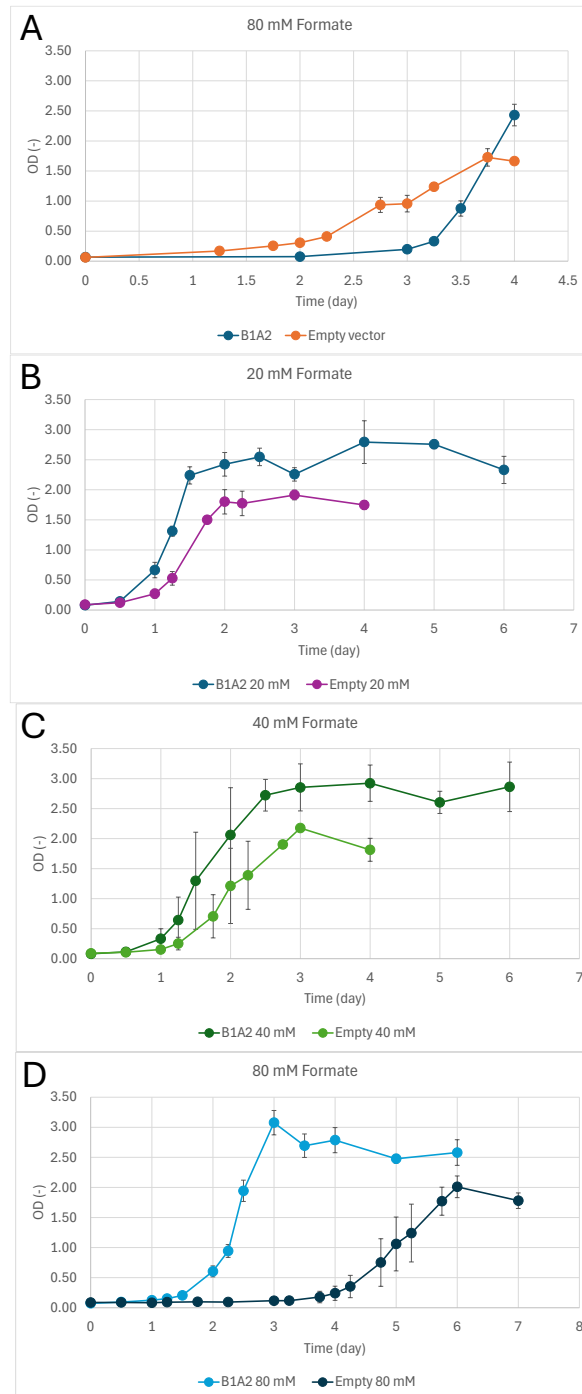 A
80 mM Formate
3.50
3.00
2.50
2.00
1.50
1.00
0.50
0.00
OD (-)
0 0.5 1 1.5 2 2.5 3 3.5 4 4.5
Time (day)
B1A2 Empty vector
B
20 mM Formate
3.50
3.00
2.50
2.00
1.50
1.00
0.50
0.00
OD (-)
0 1 2 3 4 5 6 7
Time (day)
B1A2 20 mM Empty 20 mM
C
40 mM Formate
3.50
3.00
2.50
2.00
1.50
1.00
0.50
0.00
OD (-)
0 1 2 3 4 5 6 7
Time (day)
B1A2 40 mM Empty 40 mM
D
80 mM Formate
3.50
3.00
2.50
2.00
1.50
1.00
0.50
0.00
OD (-)
0 1 2 3 4 5 6 7 8
Time (day)
B1A2 80 mM Empty 80 mM